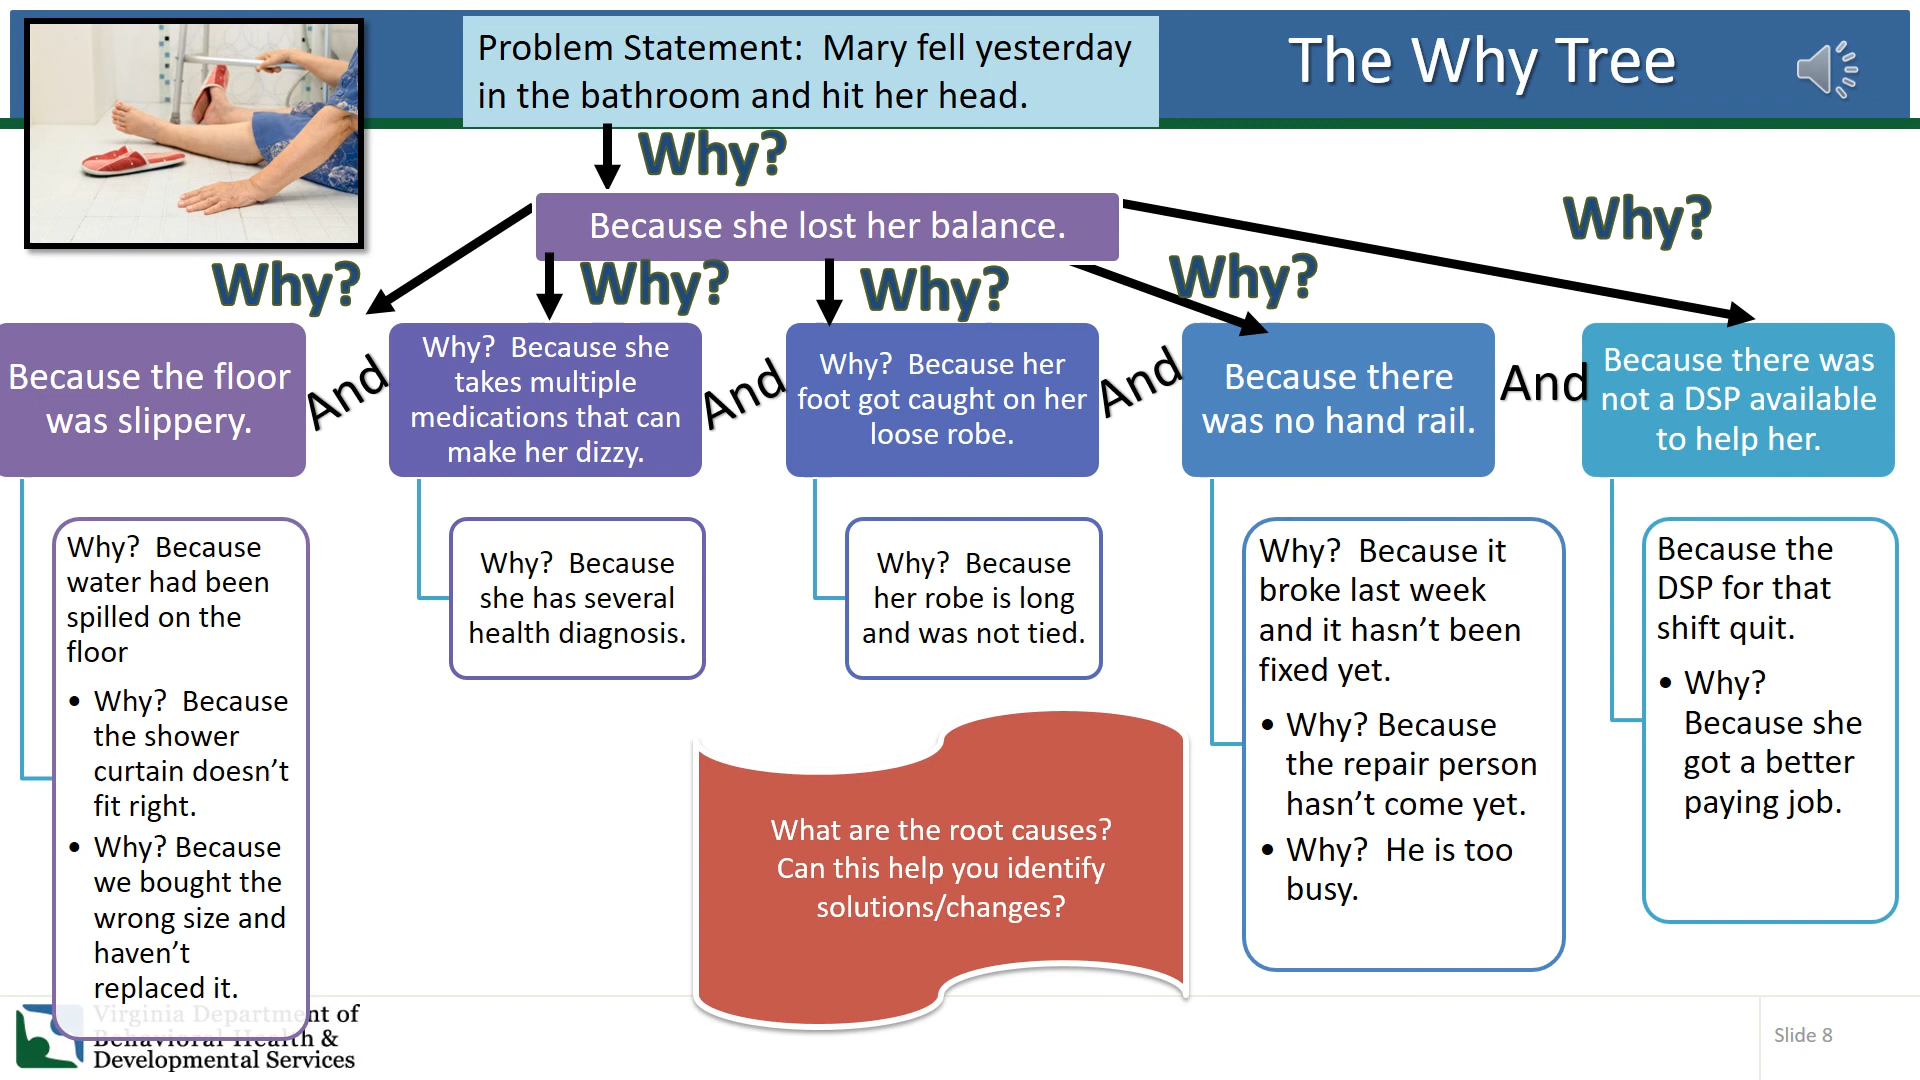 Problem Statement:  Mary fell yesterday
in the bathroom and hit her head.
The Why Tree
Why?
Because she lost her balance.
Why?
Why?
Why?
Why?
Why?
Because the floor
was slippery.
And
Why?  Because she
takes multiple
medications that can
make her dizzy.
And
Why?  Because her
foot got caught on her
loose robe.
And
Because there
was no hand rail.
And
Because there was
not a DSP available
to help her.
Why?  Because
water had been
spilled on the
floor
• Why?  Because
the shower
curtain doesn't
fit right.
• Why? Because
we bought the
wrong size and
haven't
replaced it.
Why?  Because
she has several
health diagnosis.
Why?  Because
her robe is long
and was not tied.
Why?  Because it
broke last week
and it hasn't been
fixed yet.
• Why? Because
the repair person
hasn't come yet.
• Why?  He is too
busy.
Because the
DSP for that
shift quit.
• Why?
Because she
got a better
paying job.
What are the root causes?
Can this help you identify
solutions/changes?
Virginia Department of
Behavioral Health &
Developmental Services
Slide 8